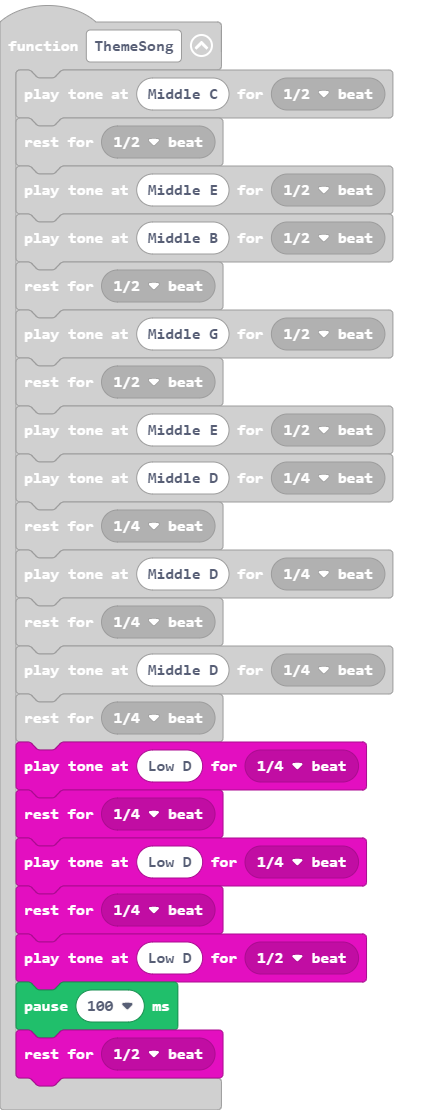 function ThemeSong
play tone at Middle C for 1/2 beat
rest for 1/2 beat
play tone at Middle E for 1/2 beat
play tone at Middle B for 1/2 beat
rest for 1/2 beat
play tone at Middle G for 1/2 beat
rest for 1/2 beat
play tone at Middle E for 1/2 beat
play tone at Middle D for 1/4 beat
rest for 1/4 beat
play tone at Middle D for 1/4 beat
rest for 1/4 beat
play tone at Middle D for 1/4 beat
rest for 1/4 beat
play tone at Low D for 1/4 beat
rest for 1/4 beat
play tone at Low D for 1/4 beat
rest for 1/4 beat
play tone at Low D for 1/2 beat
pause 100 ms
rest for 1/2 beat